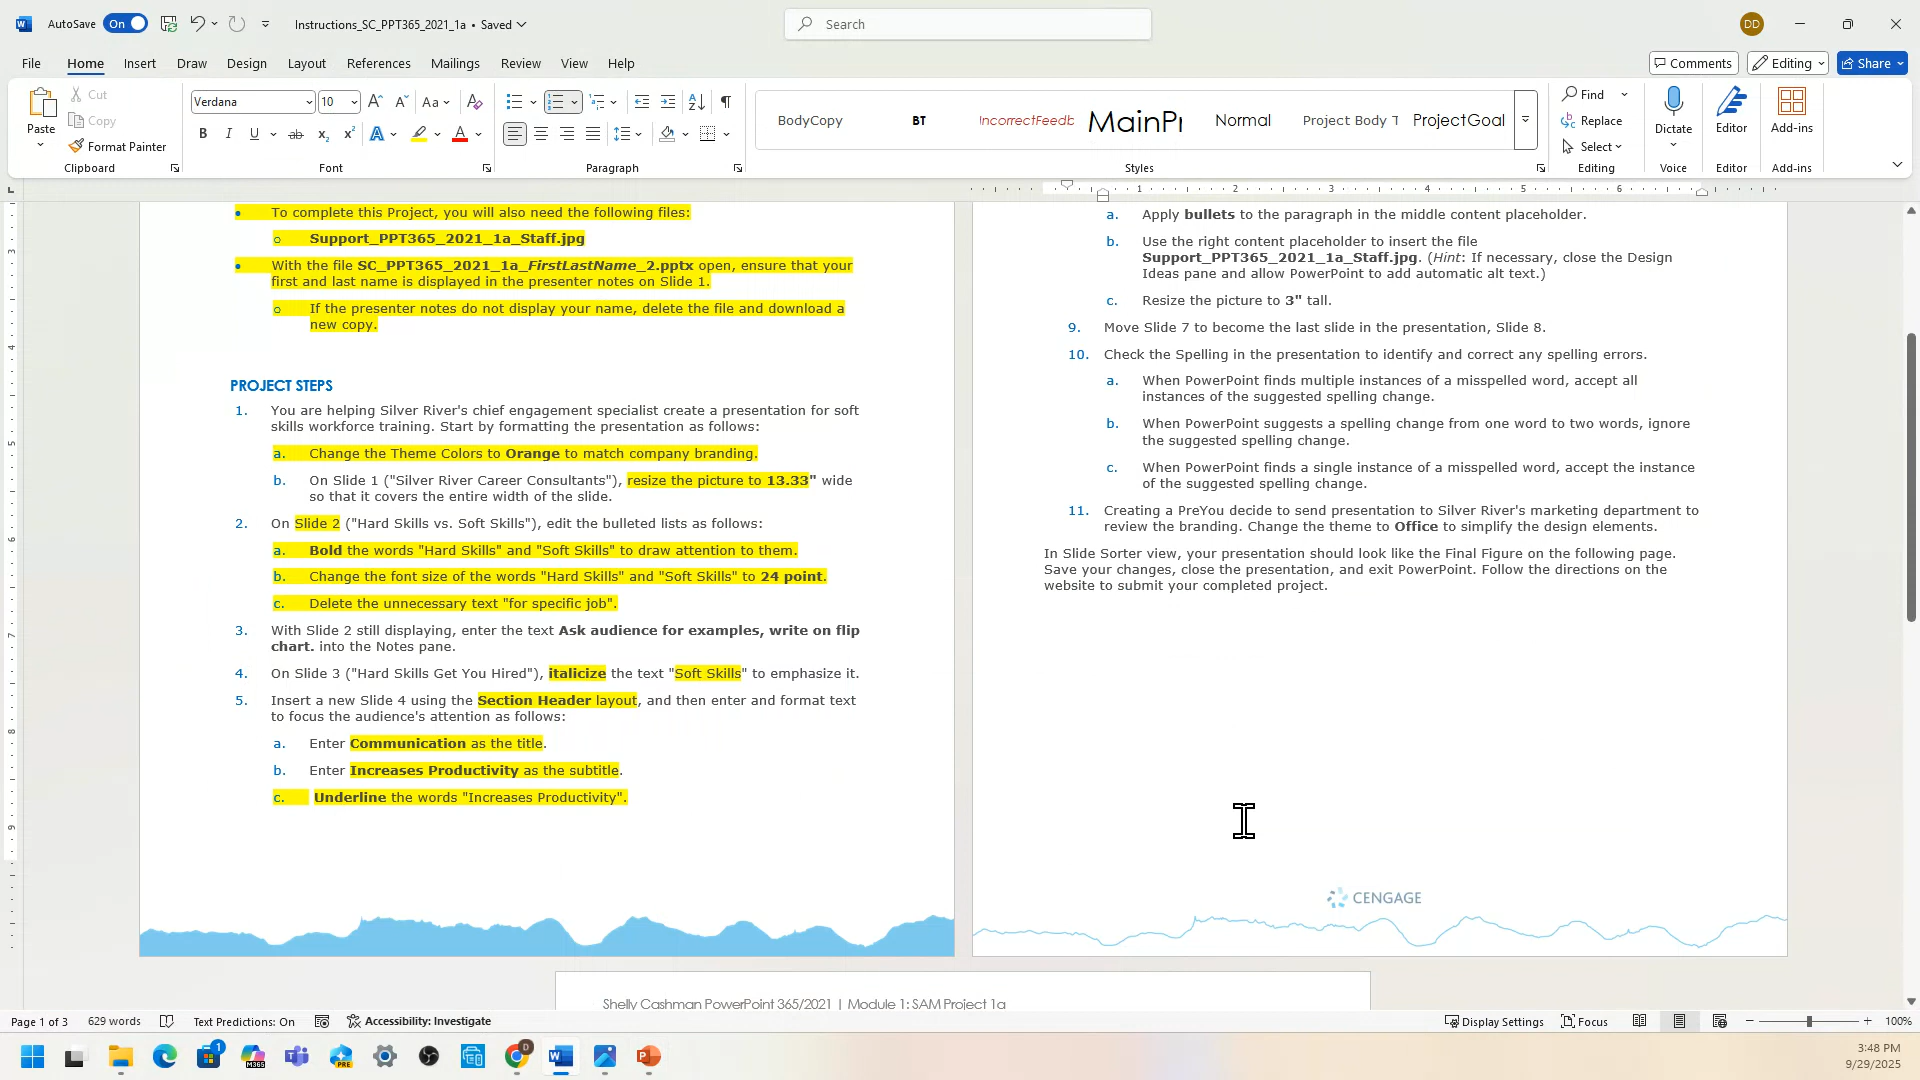 AutoSave On Instructions_SC_PPT365_2021_1a • Saved Search DD
File Home Insert Draw Design Layout References Mailings Review View Help Comments Editing Share
Paste Cut Copy Format Painter Clipboard
Verdana 10 Aa Font
Paragraph
BodyCopy BT IncorrectFeedb MainPr Normal Project Body T ProjectGoal Styles
Find Replace Select Editing
Dictate Voice
Editor Editor
Add-ins Add-ins
• To complete this Project, you will also need the following files:
o Support_PPT365_2021_1a_Staff.jpg
• With the file SC_PPT365_2021_1a_FirstLastName_2.pptx open, ensure that your
first and last name is displayed in the presenter notes on Slide 1.
o If the presenter notes do not display your name, delete the file and download a
new copy.
PROJECT STEPS
1. You are helping Silver River's chief engagement specialist create a presentation for soft
skills workforce training. Start by formatting the presentation as follows:
a. Change the Theme Colors to Orange to match company branding.
b. On Slide 1 ("Silver River Career Consultants"), resize the picture to 13.33" wide
so that it covers the entire width of the slide.
2. On Slide 2 ("Hard Skills vs. Soft Skills"), edit the bulleted lists as follows:
a. Bold the words "Hard Skills" and "Soft Skills" to draw attention to them.
b. Change the font size of the words "Hard Skills" and "Soft Skills" to 24 point.
c. Delete the unnecessary text "for specific job".
3. With Slide 2 still displaying, enter the text Ask audience for examples, write on flip
chart. into the Notes pane.
4. On Slide 3 ("Hard Skills Get You Hired"), italicize the text "Soft Skills" to emphasize it.
5. Insert a new Slide 4 using the Section Header layout, and then enter and format text
to focus the audience's attention as follows:
a. Enter Communication as the title.
b. Enter Increases Productivity as the subtitle.
c. Underline the words "Increases Productivity".
a. Apply bullets to the paragraph in the middle content placeholder.
b. Use the right content placeholder to insert the file
Support_PPT365_2021_1a_Staff.jpg. (Hint: If necessary, close the Design
Ideas pane and allow PowerPoint to add automatic alt text.)
c. Resize the picture to 3" tall.
9. Move Slide 7 to become the last slide in the presentation, Slide 8.
10. Check the Spelling in the presentation to identify and correct any spelling errors.
a. When PowerPoint finds multiple instances of a misspelled word, accept all
instances of the suggested spelling change.
b. When PowerPoint suggests a spelling change from one word to two words, ignore
the suggested spelling change.
c. When PowerPoint finds a single instance of a misspelled word, accept the instance
of the suggested spelling change.
11. Creating a PreYou decide to send presentation to Silver River's marketing department to
review the branding. Change the theme to Office to simplify the design elements.
In Slide Sorter view, your presentation should look like the Final Figure on the following page.
Save your changes, close the presentation, and exit PowerPoint. Follow the directions on the
website to submit your completed project.
CENGAGE
Shelly Cashman PowerPoint 365/2021 | Module 1: SAM Project 1a
Page 1 of 3 629 words Text Predictions: On Accessibility: Investigate Display Settings Focus 100%
3:48 PM
9/29/2025